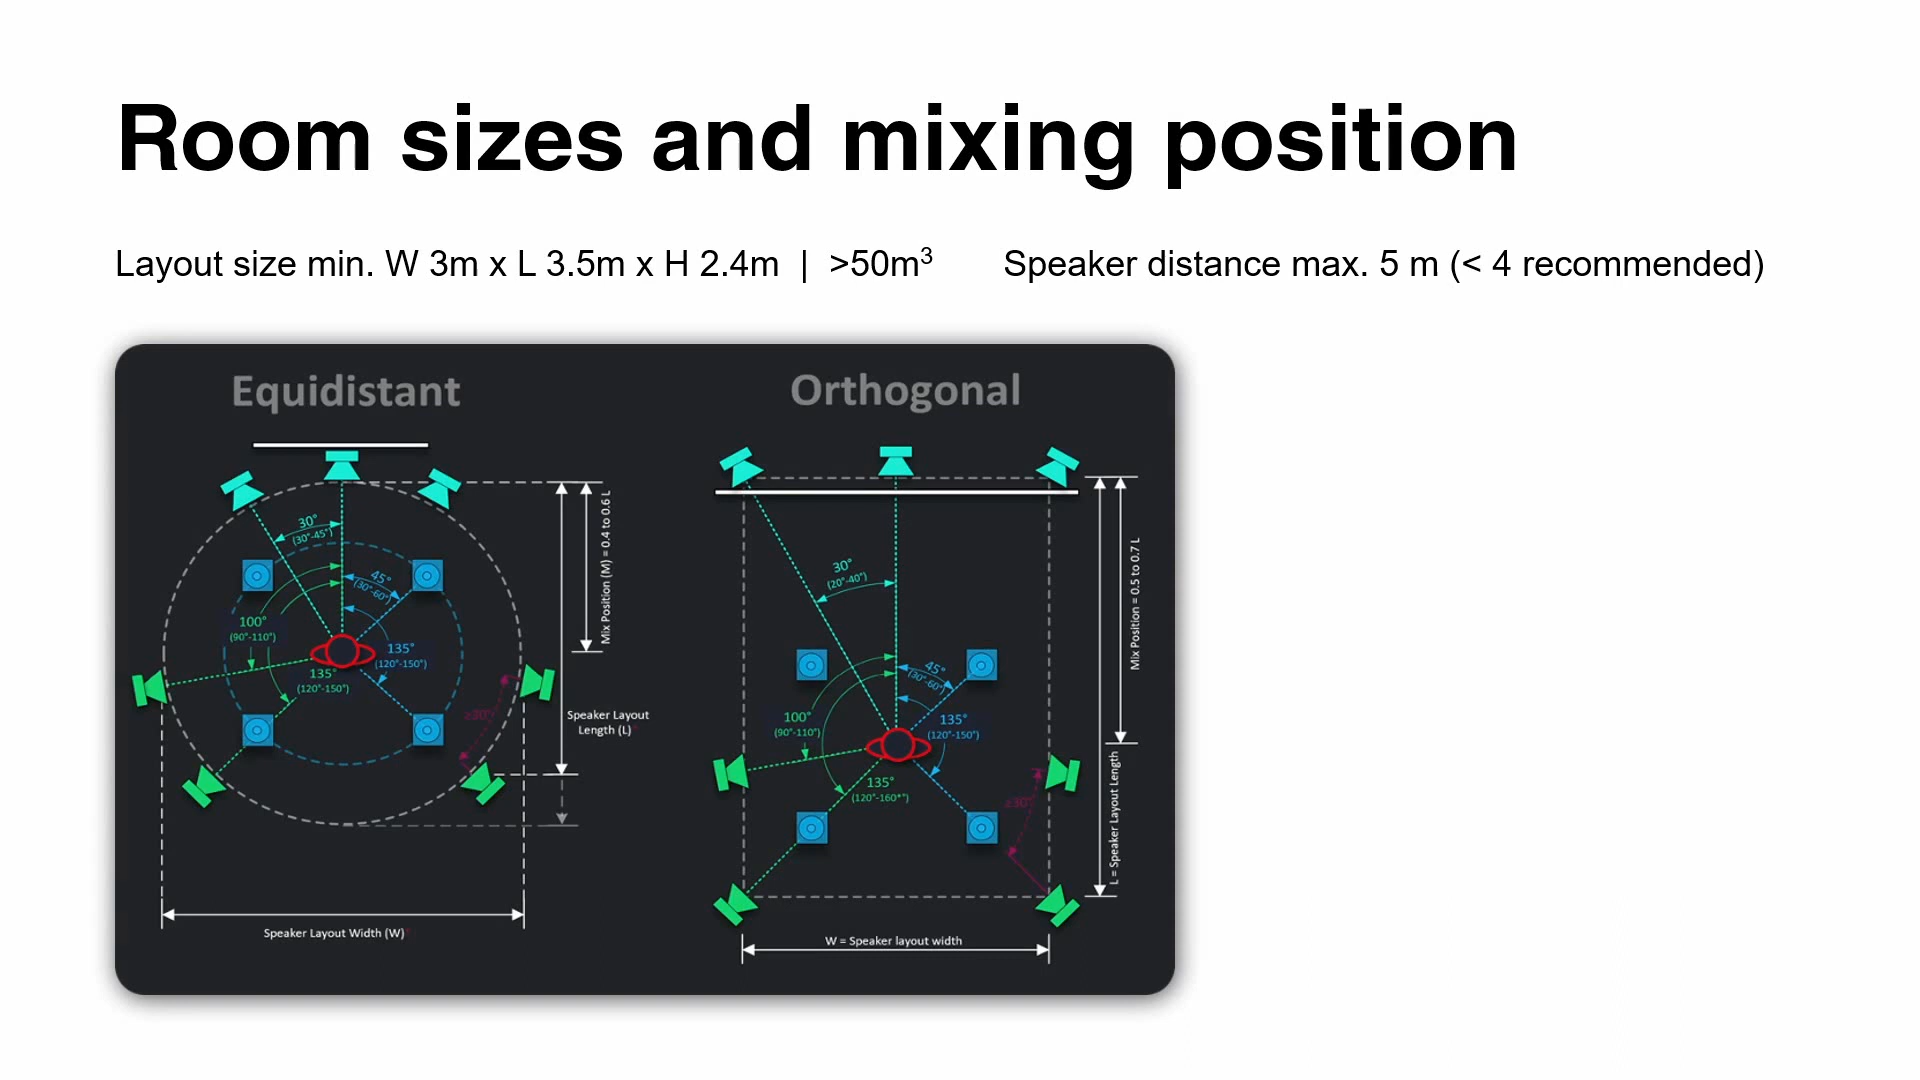 Room sizes and mixing position
Layout size min. W 3m x L 3.5m x H 2.4m | >50m³
Speaker distance max. 5 m (< 4 recommended)
Equidistant
30°
(30°-45°)
45°
(30°-60°)
100°
(90°-110°)
135°
(120°-150°)
135°
(120°-150°)
≥30°
Mix Position (M) = 0.4 to 0.6 L
Speaker Layout
Length (L)*
Speaker Layout Width (W)*
Orthogonal
30°
(20°-40°)
45°
(30°-60°)
100°
(90°-110°)
135°
(120°-150°)
135°
(120°-160°*)
≥30°
Mix Position = 0.5 to 0.7 L
L = Speaker Layout Length
W = Speaker layout width